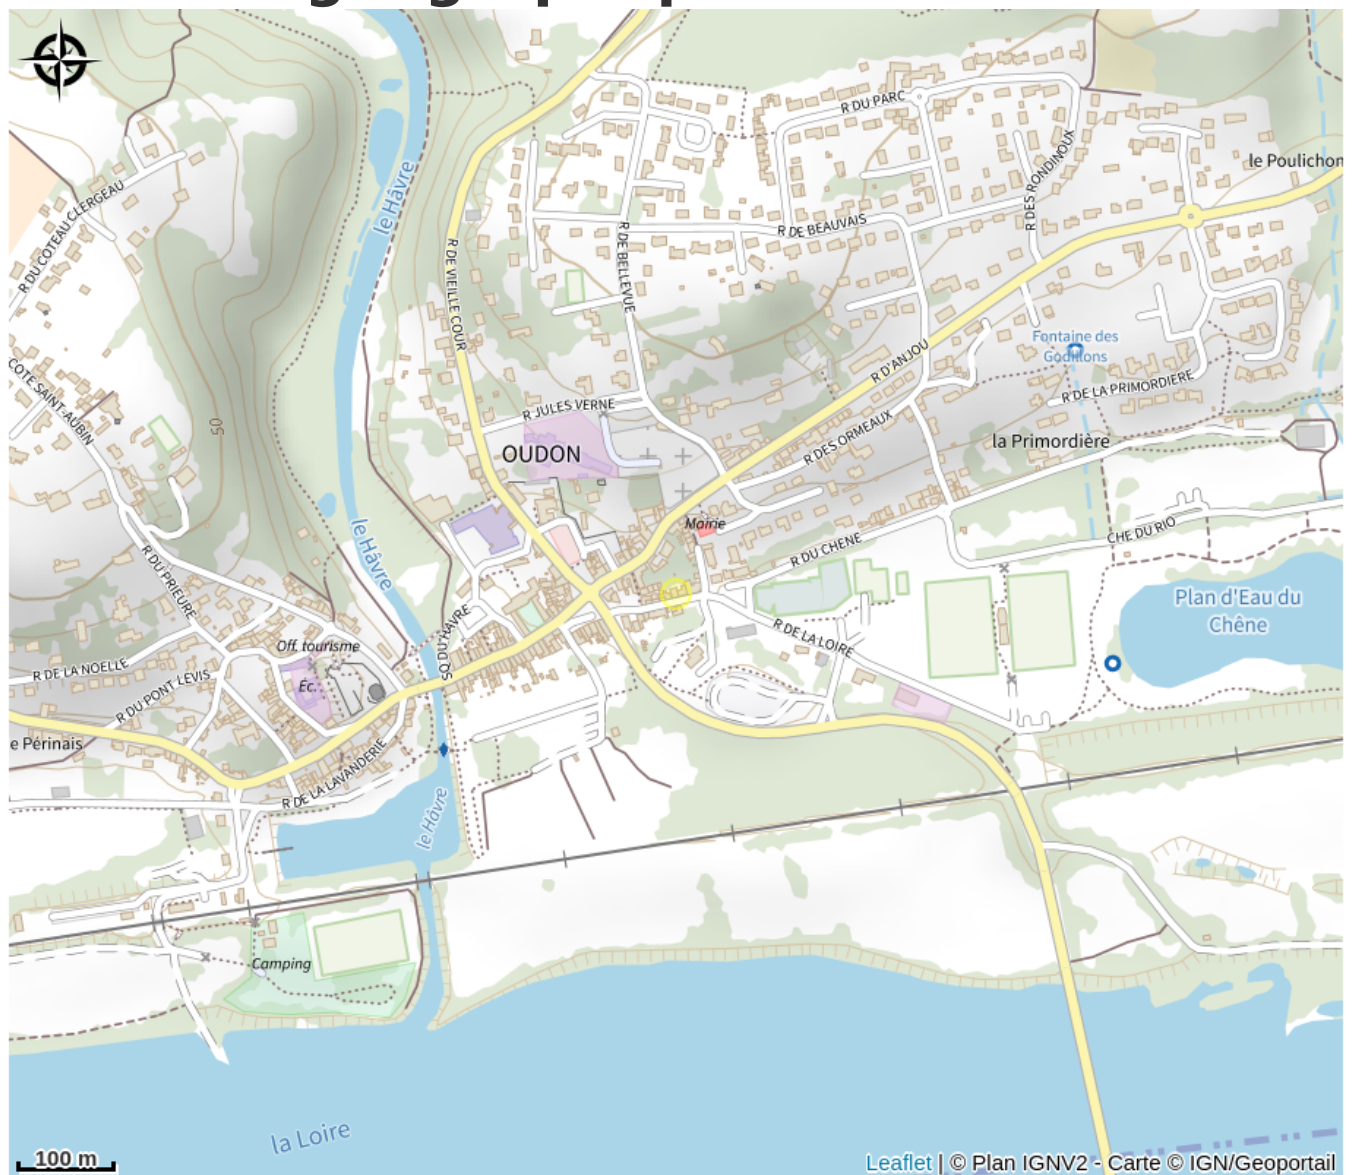 R DU PARC
le Hâvre
R DES RONDINOUX
le Poulichon
R DU COTEAU CLERGEAU
R DE BEAUVAIS
R DE VIEILLE COUR
R DE BELLEVUE
Fontaine des
Godillons
R D'ANJOU
COTE SAINT-AUBIN
R DE LA PRIMORDIERE
R JULES VERNE
50
R DES ORMEAUX
la Primordière
OUDON
Mairie
le Hâvre
CHE DU RIO
R DU CHENE
R DU PRIEURE
Plan d'Eau du
Chêne
R DE LA LOIRE
SQ DU HAVRE
Off. tourisme
R DE LA NOELLE
Éc.
R DU PONT LEVIS
e Périnais
R DE LA LAVANDERIE
le Hâvre
Camping
la Loire
100 m
Leaflet | © Plan IGNV2 - Carte © IGN/Geoportail